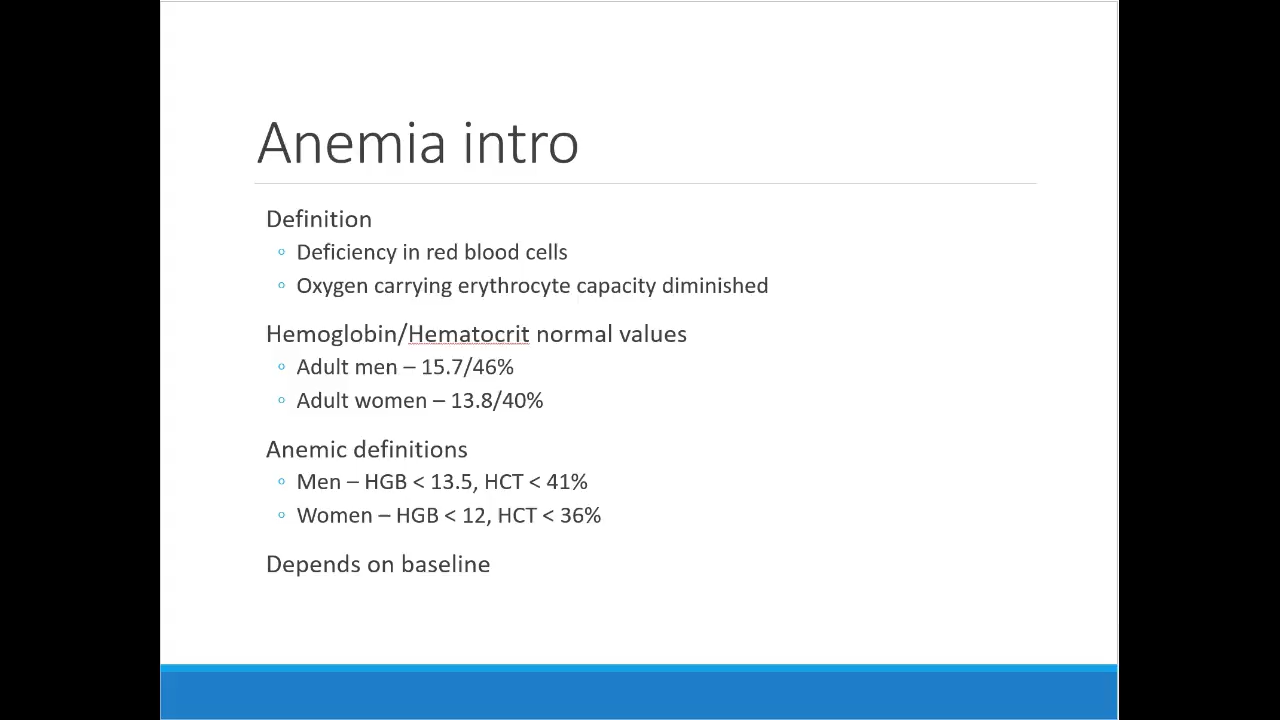 Anemia intro
Definition
◦ Deficiency in red blood cells
◦ Oxygen carrying erythrocyte capacity diminished
Hemoglobin/Hematocrit normal values
◦ Adult men – 15.7/46%
◦ Adult women – 13.8/40%
Anemic definitions
◦ Men – HGB < 13.5, HCT < 41%
◦ Women – HGB < 12, HCT < 36%
Depends on baseline